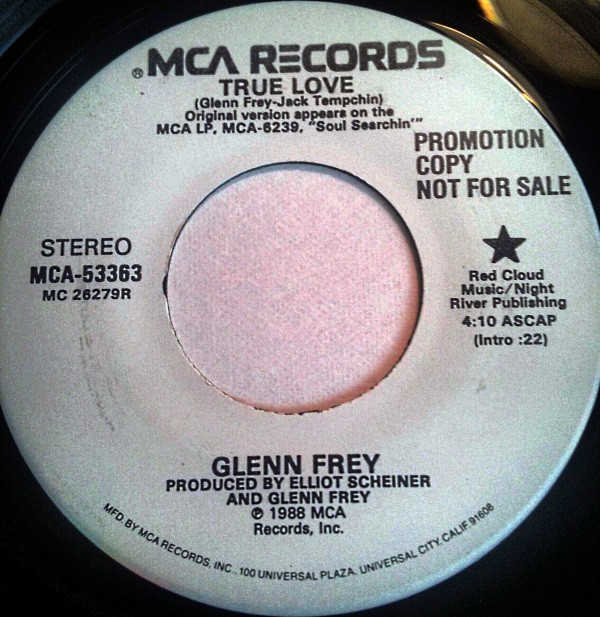 ® MCA RECORDS
TRUE LOVE
(Glenn Frey-Jack Tempchin)
Original version appears on the
MCA LP, MCA-6239, "Soul Searchin'"
PROMOTION
COPY
NOT FOR SALE
STEREO
MCA-53363
MC 26279R
Red Cloud
Music/Night
River Publishing
4:10 ASCAP
(Intro :22)
GLENN FREY
PRODUCED BY ELLIOT SCHEINER
AND GLENN FREY
℗ 1988 MCA
Records, Inc.
MFD. BY MCA RECORDS, INC., 100 UNIVERSAL PLAZA, UNIVERSAL CITY, CALIF. 91608